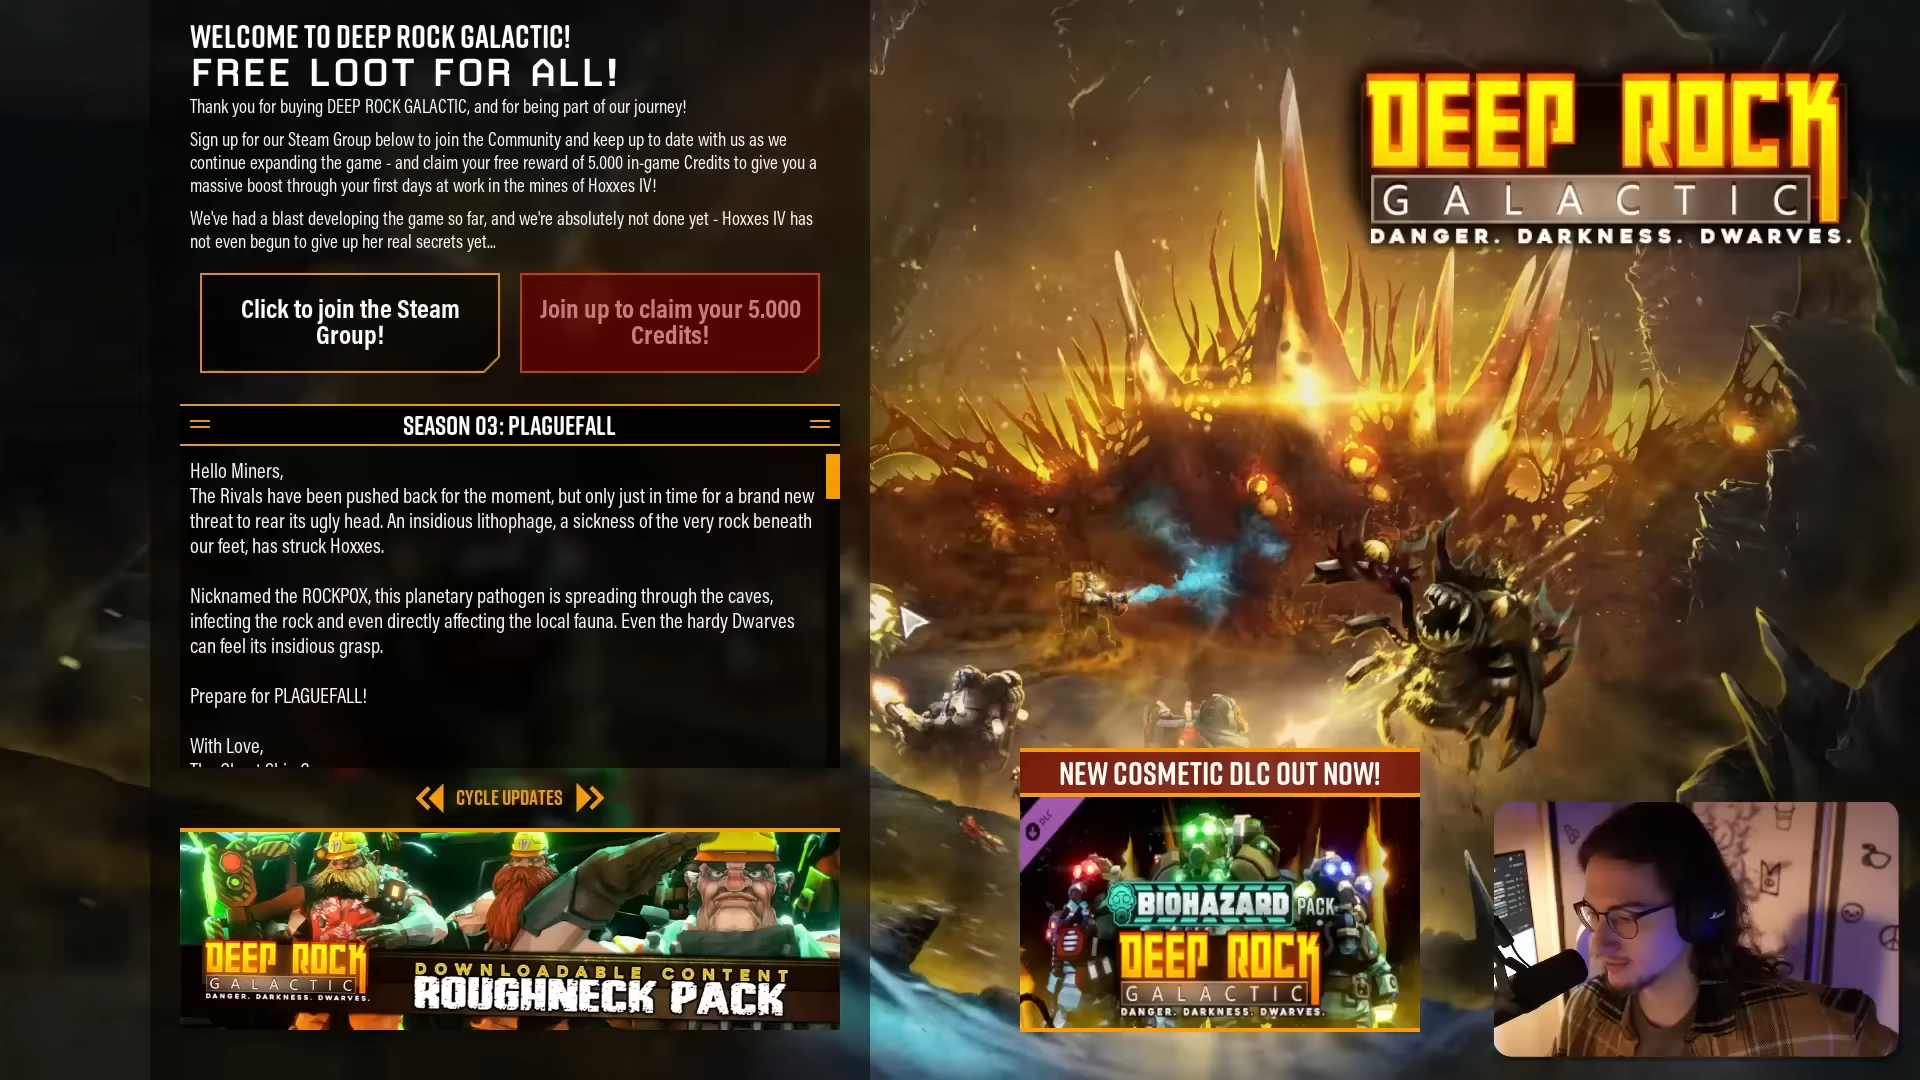 WELCOME TO DEEP ROCK GALACTIC!
FREE LOOT FOR ALL!
Thank you for buying DEEP ROCK GALACTIC, and for being part of our journey!
Sign up for our Steam Group below to join the Community and keep up to date with us as we
continue expanding the game - and claim your free reward of 5.000 in-game Credits to give you a
massive boost through your first days at work in the mines of Hoxxes IV!
We've had a blast developing the game so far, and we're absolutely not done yet - Hoxxes IV has
not even begun to give up her real secrets yet...
Click to join the Steam
Group!
Join up to claim your 5.000
Credits!
SEASON 03: PLAGUEFALL
Hello Miners,
The Rivals have been pushed back for the moment, but only just in time for a brand new
threat to rear its ugly head. An insidious lithophage, a sickness of the very rock beneath
our feet, has struck Hoxxes.
Nicknamed the ROCKPOX, this planetary pathogen is spreading through the caves,
infecting the rock and even directly affecting the local fauna. Even the hardy Dwarves
can feel its insidious grasp.
Prepare for PLAGUEFALL!
With Love,
CYCLE UPDATES
DEEP ROCK
GALACTIC
DANGER. DARKNESS. DWARVES.
DOWNLOADABLE CONTENT
ROUGHNECK PACK
DEEP ROCK
GALACTIC
DANGER. DARKNESS. DWARVES.
NEW COSMETIC DLC OUT NOW!
DLC
BIOHAZARD PACK
DEEP ROCK
GALACTIC
DANGER. DARKNESS. DWARVES.